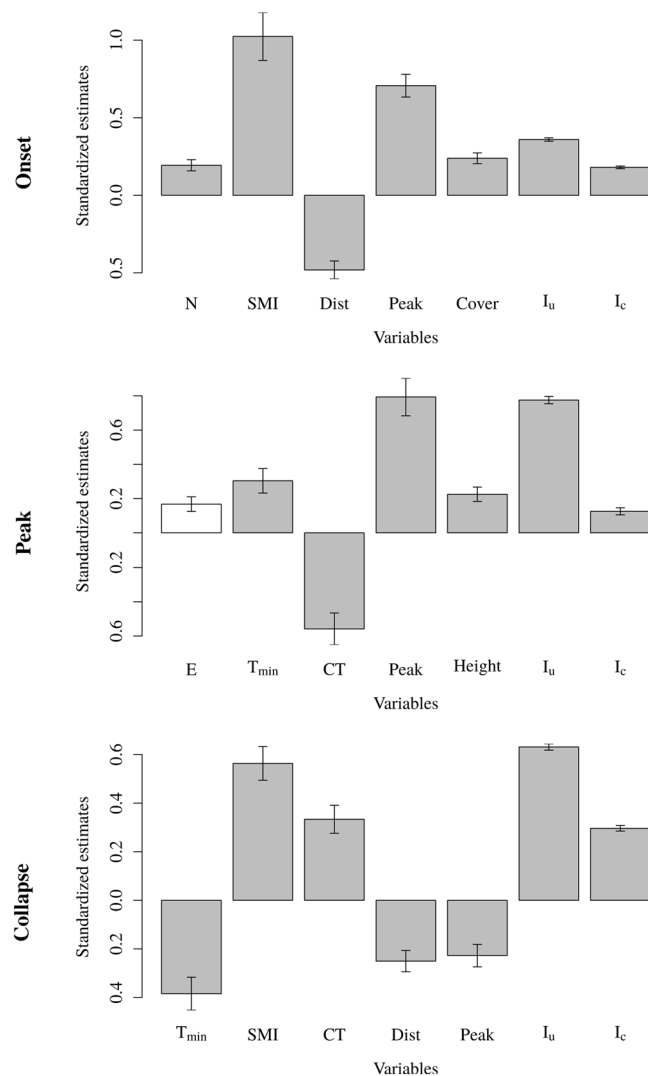 Onset
Standardized estimates
1.0
0.5
0.0
0.5
N SMI Dist Peak Cover Iu Ic
Variables
Peak
Standardized estimates
0.6
0.2
0.2
0.6
E Tmin CT Peak Height Iu Ic
Variables
Collapse
Standardized estimates
0.6
0.4
0.2
0.0
0.2
0.4
Tmin SMI CT Dist Peak Iu Ic
Variables